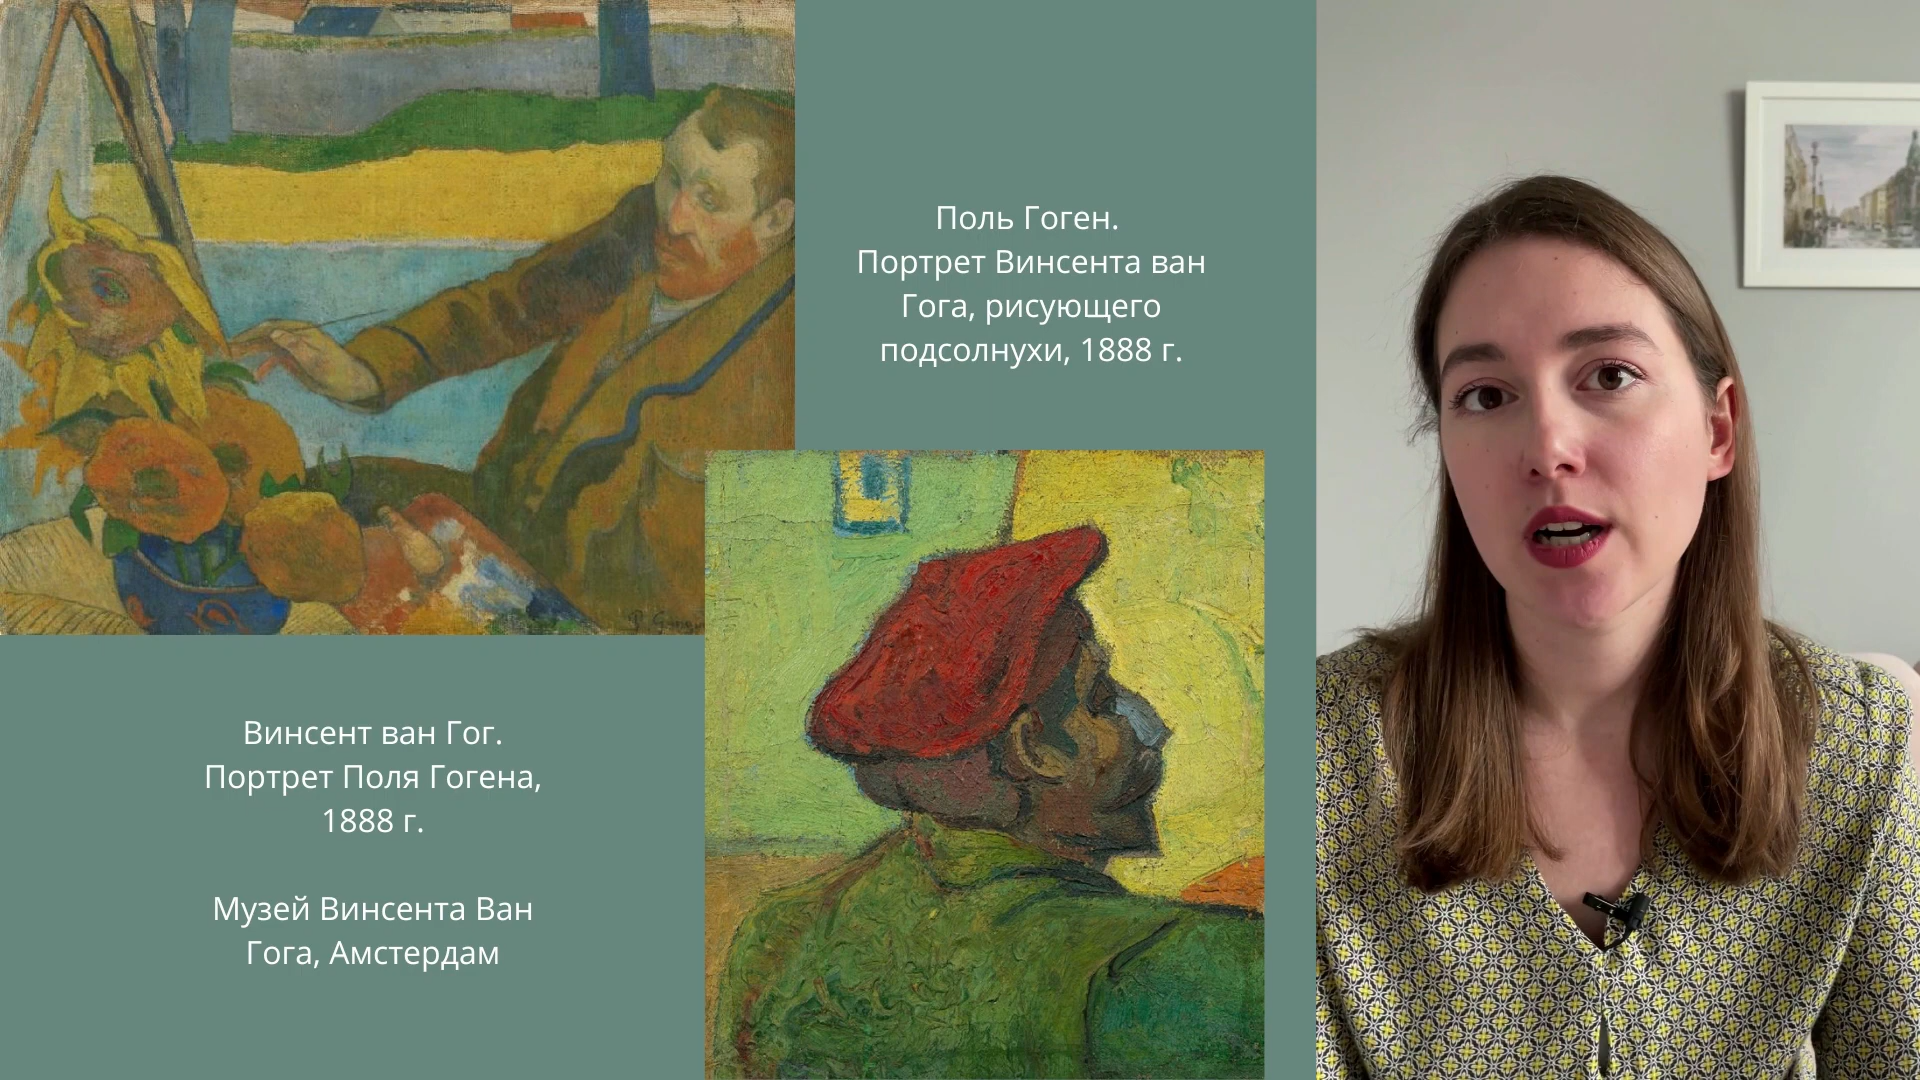 Поль Гоген.
Портрет Винсента ван
Гога, рисующего
подсолнухи, 1888 г.
Винсент ван Гог.
Портрет Поля Гогена,
1888 г.
Музей Винсента Ван
Гога, Амстердам